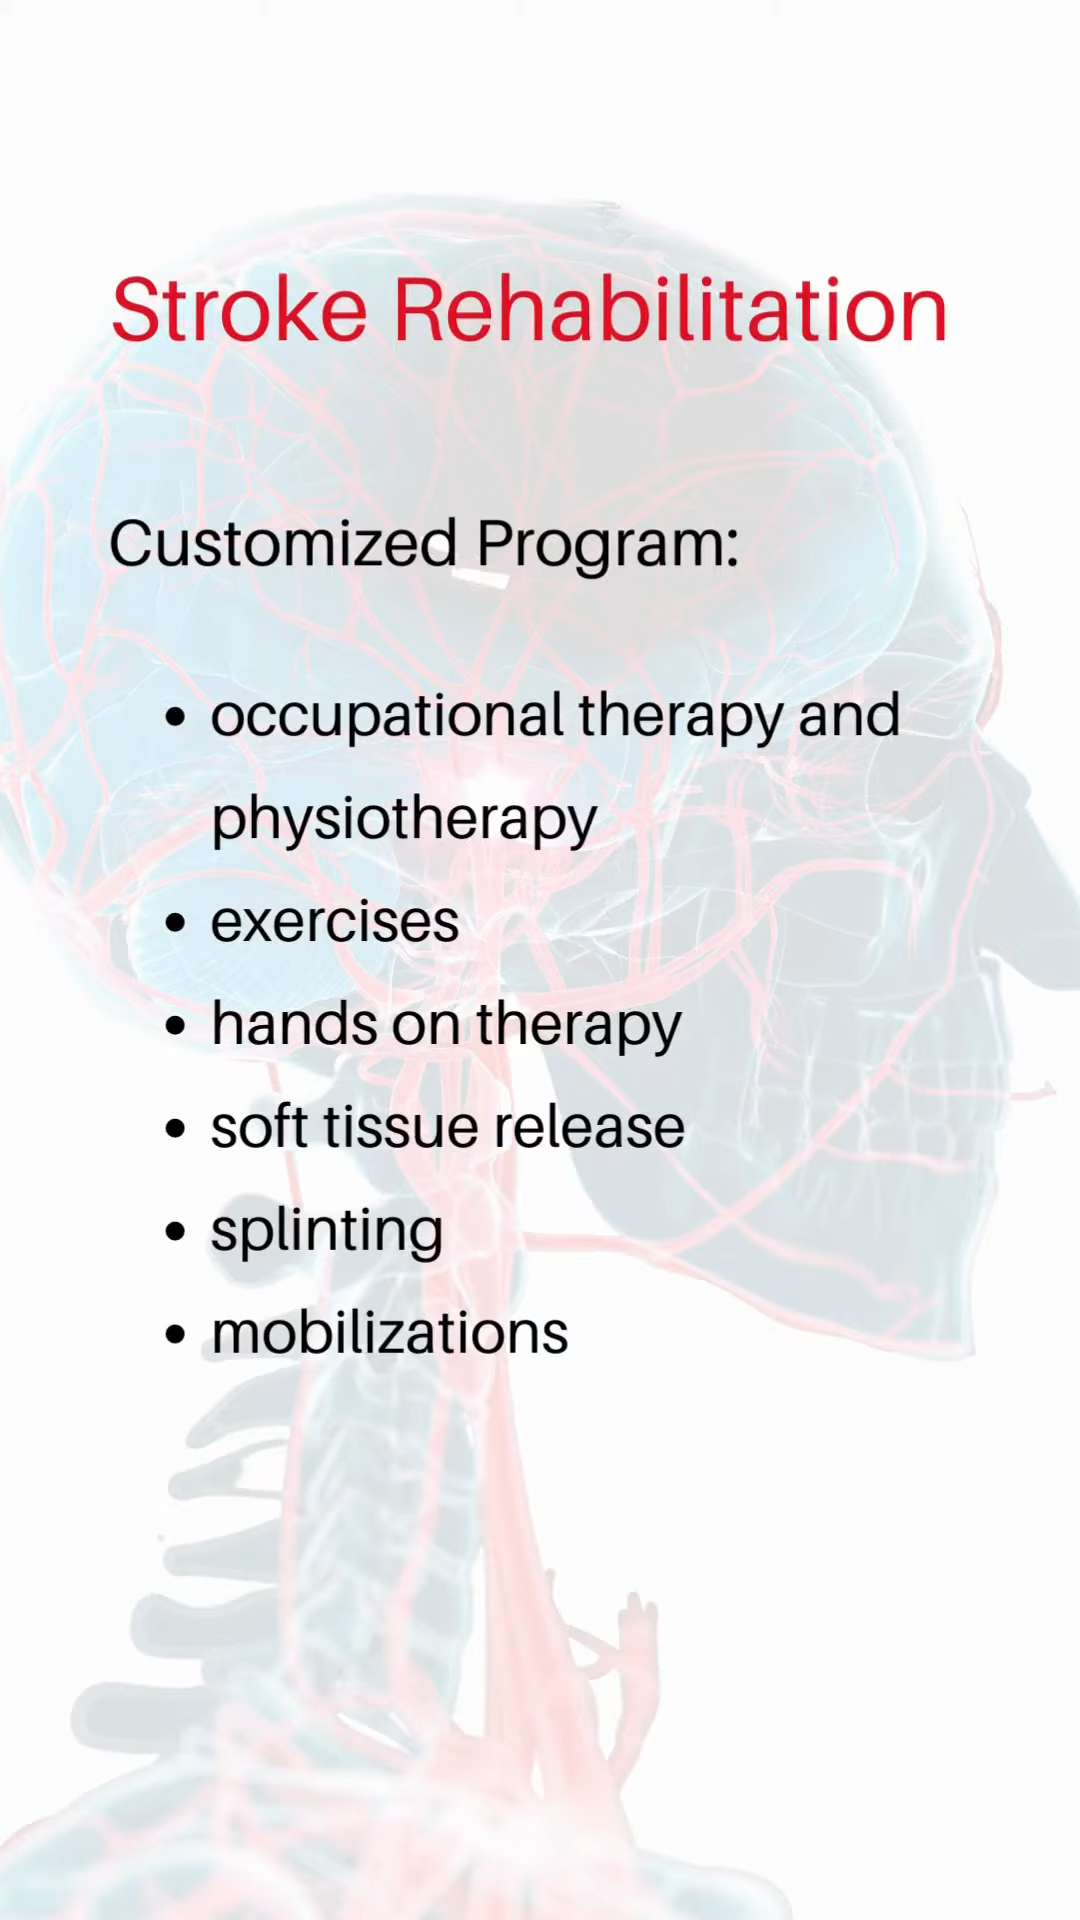 Stroke Rehabilitation
Customized Program:
• occupational therapy and
physiotherapy
• exercises
• hands on therapy
• soft tissue release
• splinting
• mobilizations